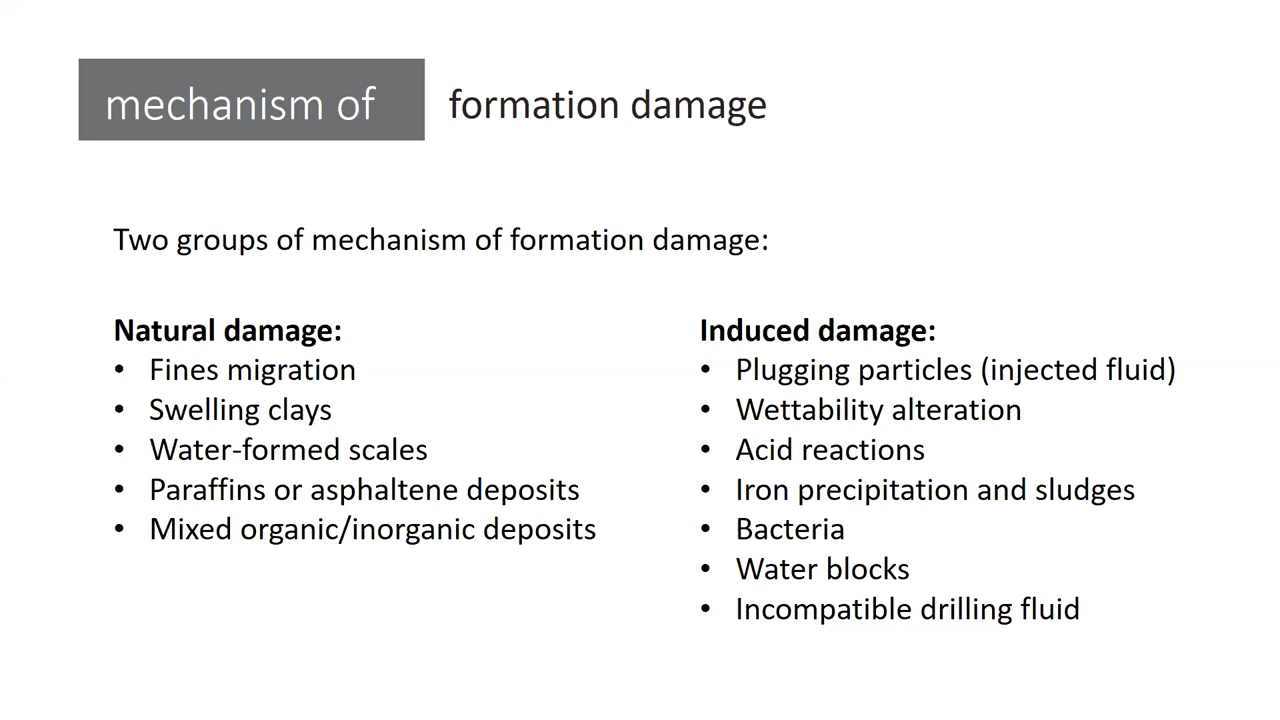 mechanism of formation damage
Two groups of mechanism of formation damage:
Natural damage:
• Fines migration
• Swelling clays
• Water-formed scales
• Paraffins or asphaltene deposits
• Mixed organic/inorganic deposits
Induced damage:
• Plugging particles (injected fluid)
• Wettability alteration
• Acid reactions
• Iron precipitation and sludges
• Bacteria
• Water blocks
• Incompatible drilling fluid